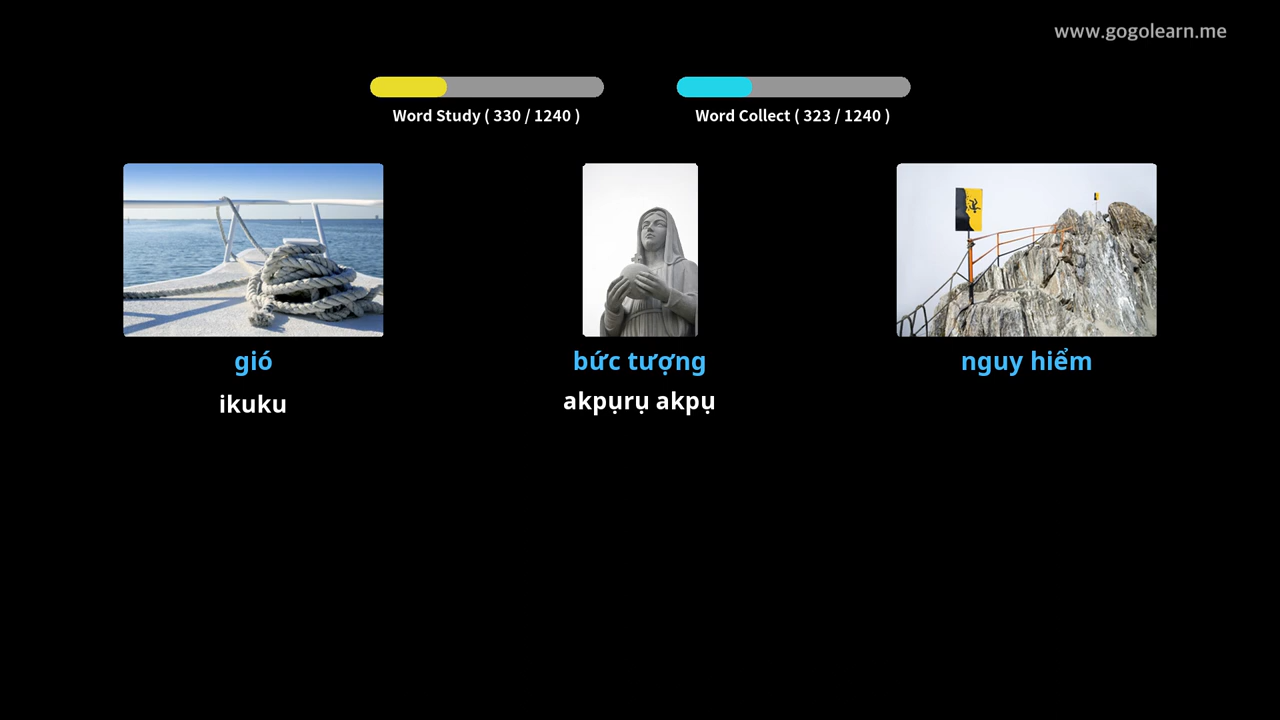 www.gogolearn.me
Word Study ( 330 / 1240 )
Word Collect ( 323 / 1240 )
gió
bức tượng
nguy hiểm
ikuku
akpụrụ akpụ